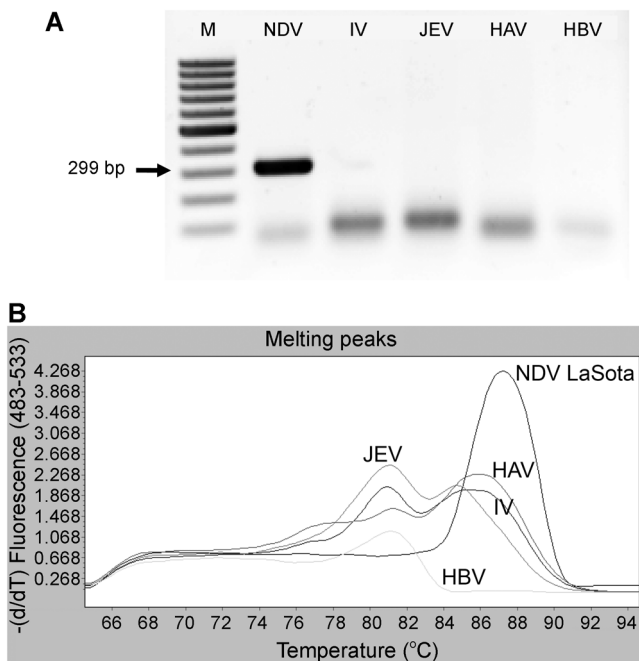 A
M NDV IV JEV HAV HBV
299 bp
B
Melting peaks
-(d/dT) Fluorescence (483-533)
4.268
3.868
3.468
3.068
2.668
2.268
1.868
1.468
1.068
0.668
0.268
NDV LaSota
JEV
HAV
IV
HBV
66 68 70 72 74 76 78 80 82 84 86 88 90 92 94
Temperature (°C)